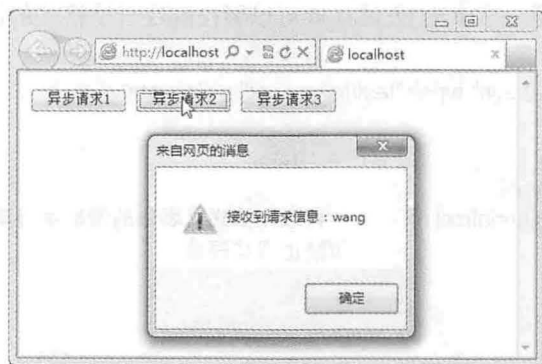 http://localhost
localhost
异步请求1 异步请求2 异步请求3
来自网页的消息
接收到请求信息：wang
确定